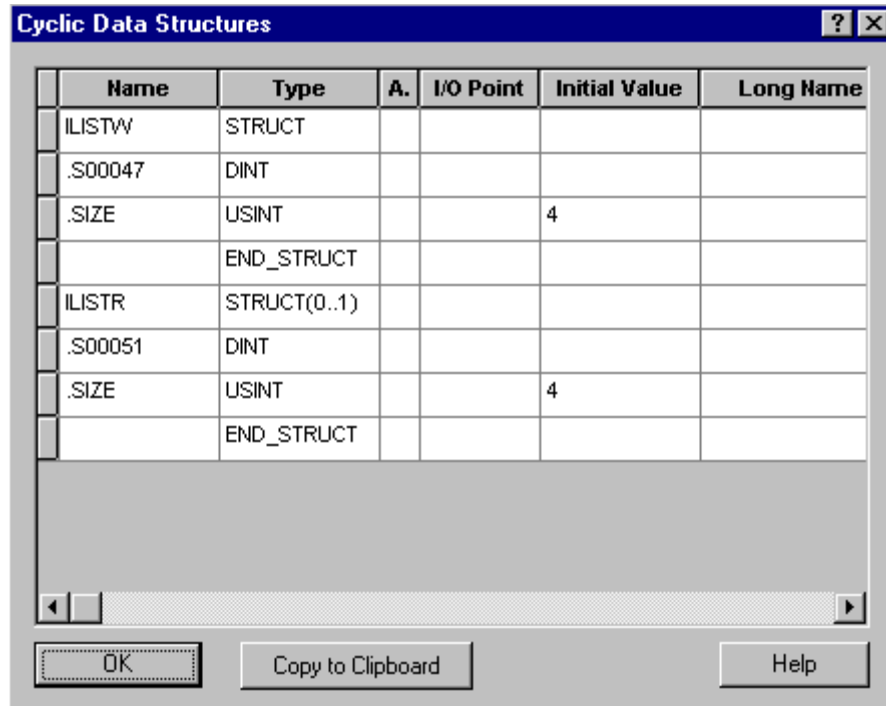 Cyclic Data Structures
Name Type A. I/O Point Initial Value Long Name
ILISTW STRUCT
.S00047 DINT
.SIZE USINT 4
END_STRUCT
ILISTR STRUCT(0..1)
.S00051 DINT
.SIZE USINT 4
END_STRUCT
OK Copy to Clipboard Help